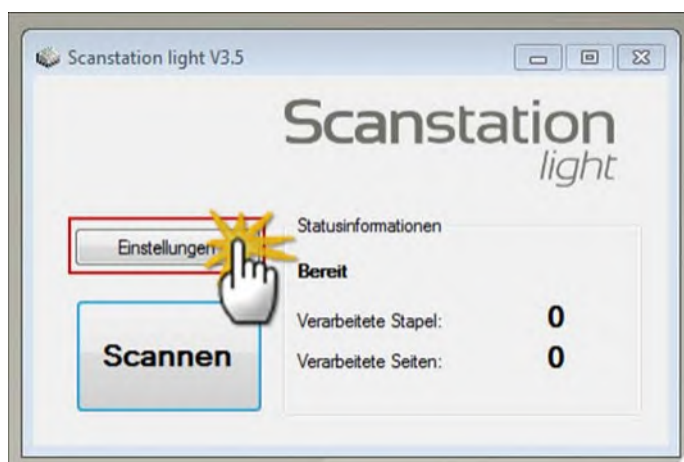 Scanstation light V3.5
Scanstation
light
Einstellungen
Statusinformationen
Bereit
Verarbeitete Stapel: 0
Scannen
Verarbeitete Seiten: 0